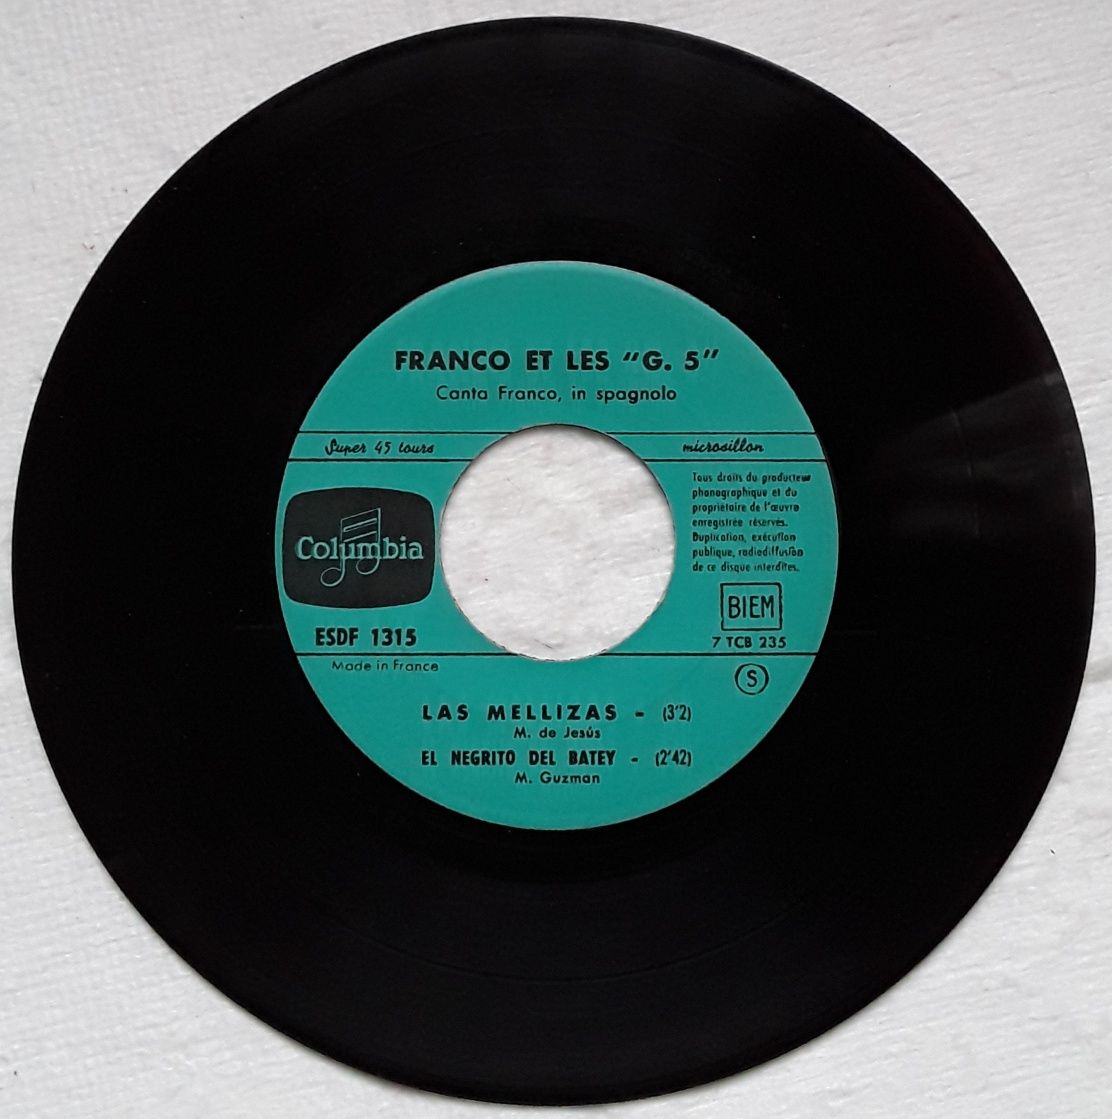 FRANCO ET LES "G. 5"
Canta Franco, in spagnolo
Super 45 tours
microsillon
Columbia
ESDF 1315
Made in France
Tous droits du producteur
phonographique et du
propriétaire de l'œuvre
enregistrée réservés.
Duplication, exécution
publique, radiodiffusion
de ce disque interdites.
BIEM
7 TCB 235
S
LAS MELLIZAS - (3'2)
M. de Jesús
EL NEGRITO DEL BATEY - (2'42)
M. Guzman